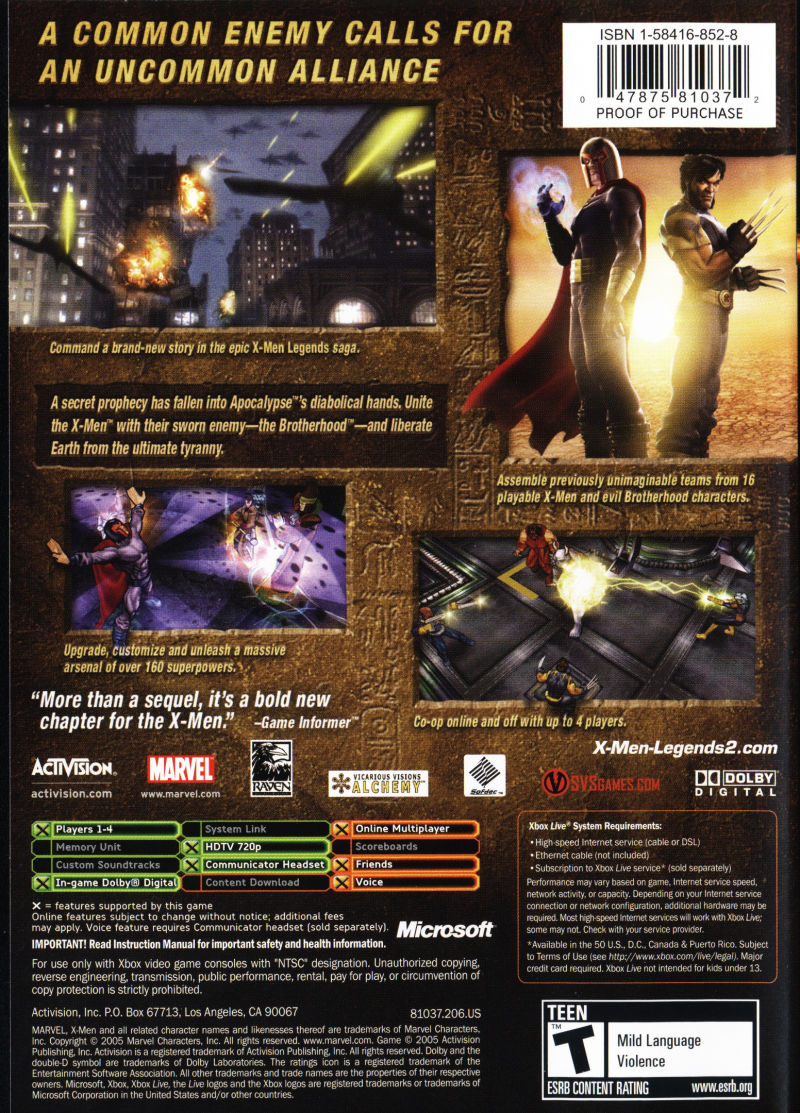 A COMMON ENEMY CALLS FOR
AN UNCOMMON ALLIANCE
ISBN 1-58416-852-8
0 47875 81037 2
PROOF OF PURCHASE
Command a brand-new story in the epic X-Men Legends saga.
A secret prophecy has fallen into Apocalypse™'s diabolical hands. Unite
the X-Men™ with their sworn enemy—the Brotherhood™—and liberate
Earth from the ultimate tyranny.
Assemble previously unimaginable teams from 16
playable X-Men and evil Brotherhood characters.
Upgrade, customize and unleash a massive
arsenal of over 160 superpowers.
"More than a sequel, it's a bold new
chapter for the X-Men." –Game Informer™
Co-op online and off with up to 4 players.
X-Men-Legends2.com
ACTIVISION®
activision.com
MARVEL®
www.marvel.com
RAVEN
VICARIOUS VISIONS
ALCHEMY™
Sofdec™
SVSGAMES.COM
DOLBY
DIGITAL
Players 1-4
System Link
Online Multiplayer
Memory Unit
HDTV 720p
Scoreboards
Custom Soundtracks
Communicator Headset
Friends
In-game Dolby® Digital
Content Download
Voice
X = features supported by this game
Online features subject to change without notice; additional fees
may apply. Voice feature requires Communicator headset (sold separately).
Microsoft®
IMPORTANT! Read Instruction Manual for important safety and health information.
For use only with Xbox video game consoles with "NTSC" designation. Unauthorized copying,
reverse engineering, transmission, public performance, rental, pay for play, or circumvention of
copy protection is strictly prohibited.
Activision, Inc. P.O. Box 67713, Los Angeles, CA 90067
81037.206.US
MARVEL, X-Men and all related character names and likenesses thereof are trademarks of Marvel Characters,
Inc. Copyright © 2005 Marvel Characters, Inc. All rights reserved. www.marvel.com. Game © 2005 Activision
Publishing, Inc. Activision is a registered trademark of Activision Publishing, Inc. All rights reserved. Dolby and the
double-D symbol are trademarks of Dolby Laboratories. The ratings icon is a registered trademark of the
Entertainment Software Association. All other trademarks and trade names are the properties of their respective
owners. Microsoft, Xbox, Xbox Live, the Live logos and the Xbox logos are registered trademarks or trademarks of
Microsoft Corporation in the United States and/or other countries.
Xbox Live® System Requirements:
• High-speed Internet service (cable or DSL)
• Ethernet cable (not included)
• Subscription to Xbox Live service* (sold separately)
Performance may vary based on game, Internet service speed,
network activity, or capacity. Depending on your Internet service
connection or network configuration, additional hardware may be
required. Most high-speed Internet services will work with Xbox Live;
some may not. Check with your service provider.
*Available in the 50 U.S., D.C., Canada & Puerto Rico. Subject
to Terms of Use (see http://www.xbox.com/live/legal). Major
credit card required. Xbox Live not intended for kids under 13.
TEEN
T™
Mild Language
Violence
ESRB CONTENT RATING www.esrb.org